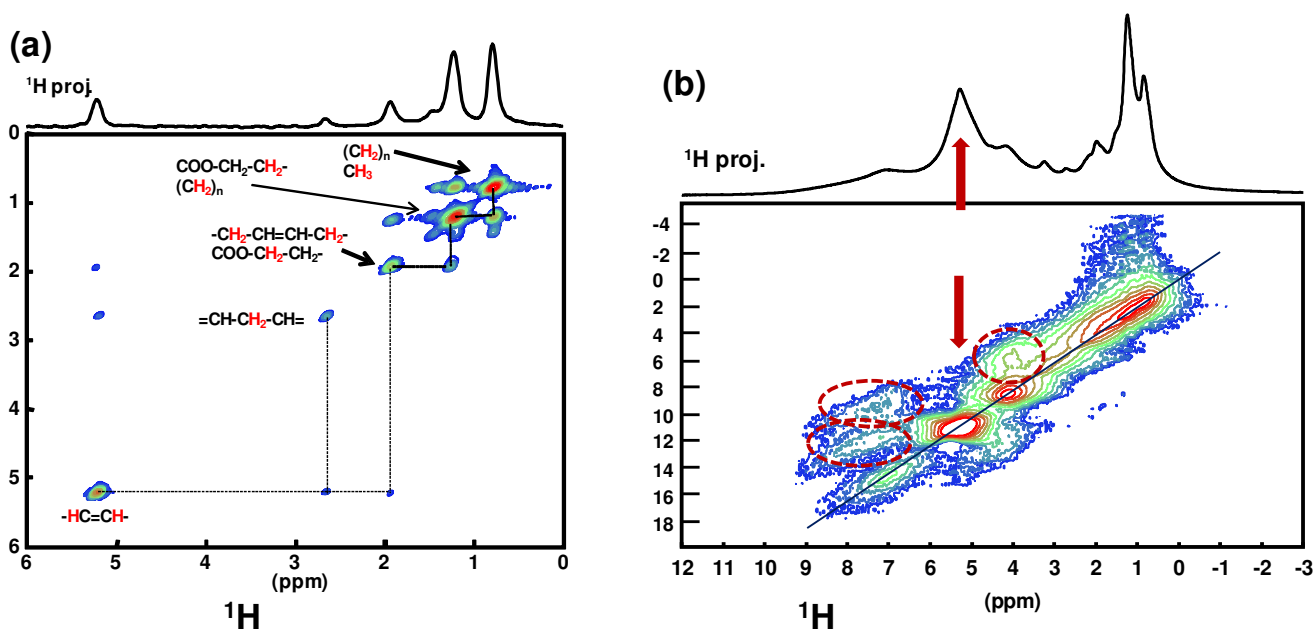 (a)
¹H proj.
0
1
2
3
4
5
6
COO-CH₂-CH₂-
(CH₂)n
(CH₂)n
CH₃
-CH₂-CH=CH-CH₂-
COO-CH₂-CH₂-
=CH-CH₂-CH=
-HC=CH-
6 5 4 3 2 1 0
(ppm)
¹H
(b)
¹H proj.
-4
-2
0
2
4
6
8
10
12
14
16
18
12 11 10 9 8 7 6 5 4 3 2 1 0 -1 -2 -3
(ppm)
¹H